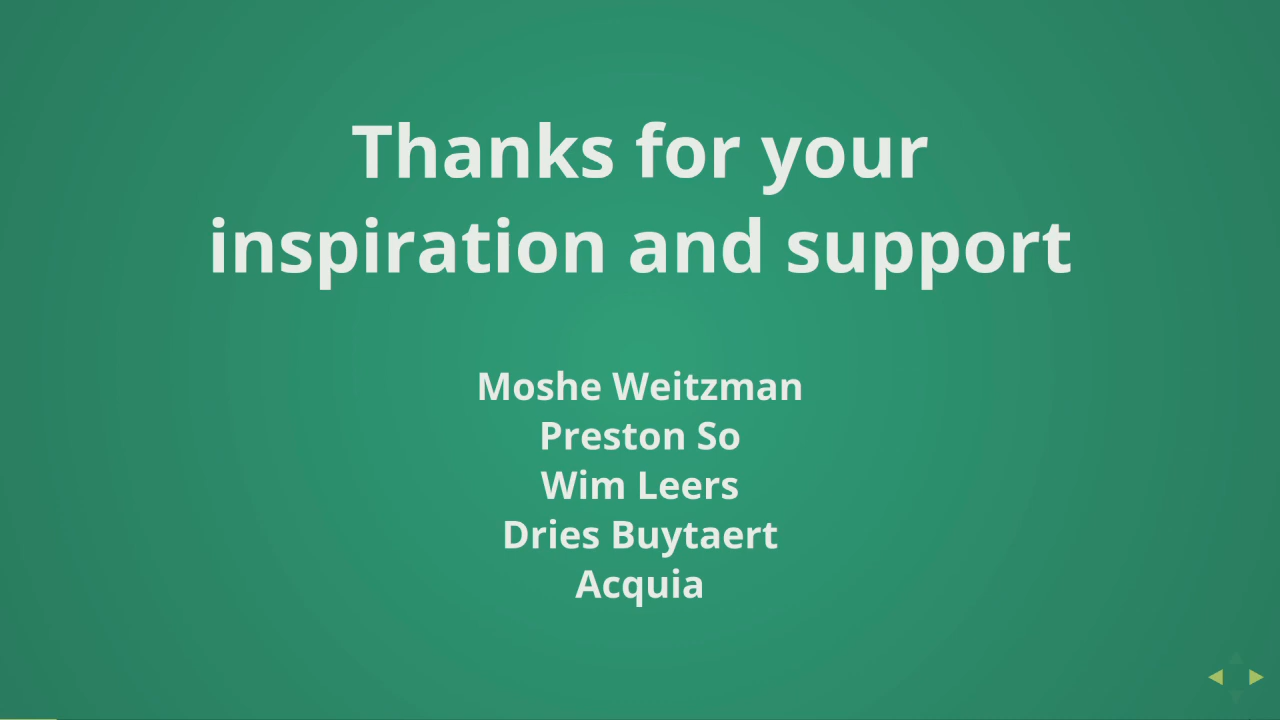 Thanks for your
inspiration and support
Moshe Weitzman
Preston So
Wim Leers
Dries Buytaert
Acquia